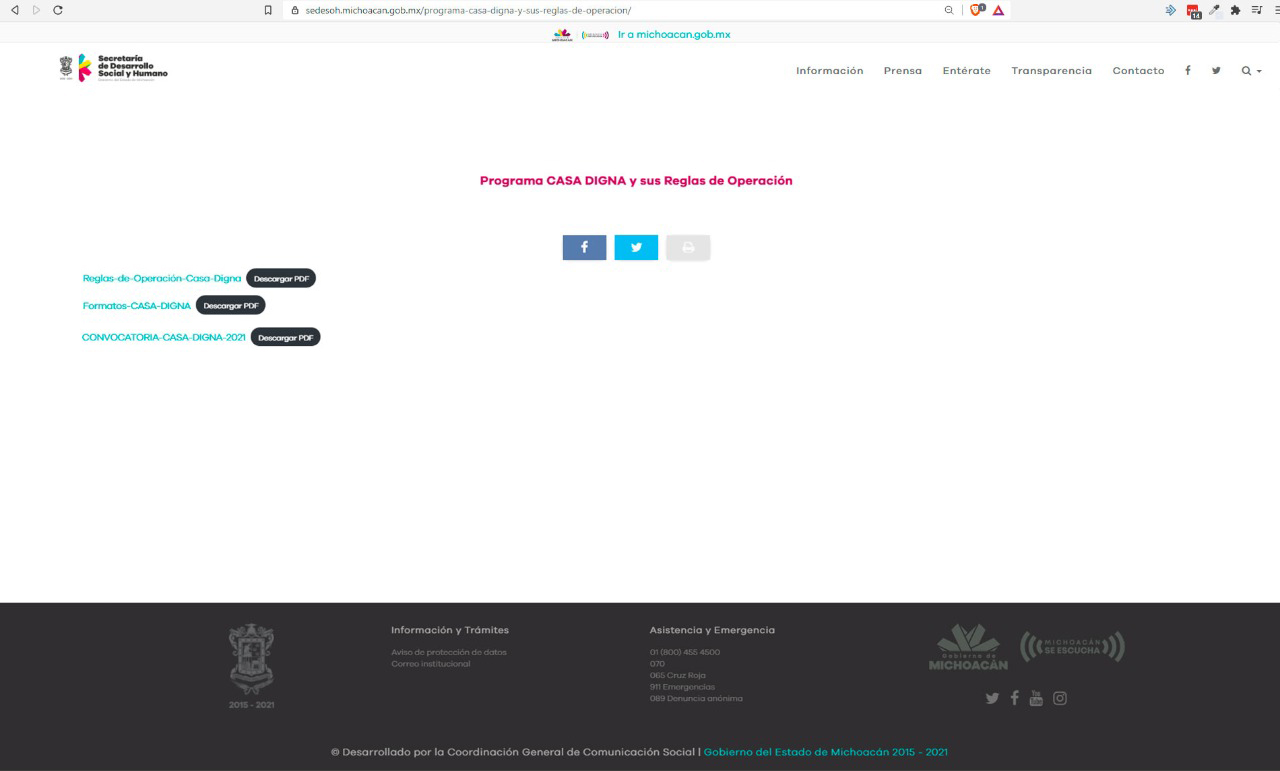 sedesoh.michoacan.gob.mx/programa-casa-digna-y-sus-reglas-de-operacion/
1
14
Ir a michoacan.gob.mx
Secretaría
de Desarrollo
Social y Humano
Información Prensa Entérate Transparencia Contacto
Programa CASA DIGNA y sus Reglas de Operación
Reglas-de-Operación-Casa-Digna Descargar PDF
Formatos-CASA-DIGNA Descargar PDF
CONVOCATORIA-CASA-DIGNA-2021 Descargar PDF
2015 - 2021
Información y Trámites
Aviso de protección de datos
Correo institucional
Asistencia y Emergencia
01 (800) 455 4500
070
065 Cruz Roja
911 Emergencias
089 Denuncia anónima
Gobierno de
MICHOACÁN
MICHOACÁN
SE ESCUCHA
© Desarrollado por la Coordinación General de Comunicación Social | Gobierno del Estado de Michoacán 2015 - 2021